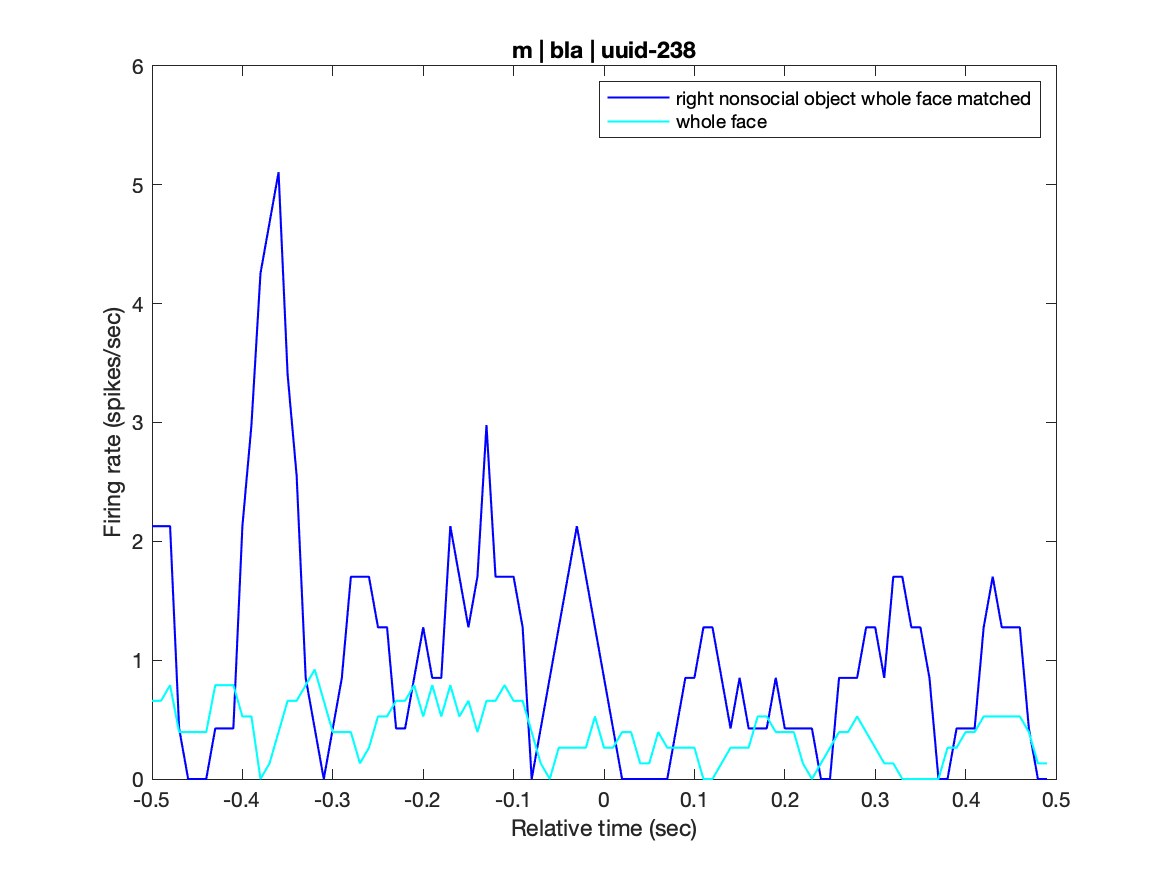 m | bla | uuid-238
right nonsocial object whole face matched
whole face
Firing rate (spikes/sec)
6
5
4
3
2
1
0
-0.5 -0.4 -0.3 -0.2 -0.1 0 0.1 0.2 0.3 0.4 0.5
Relative time (sec)